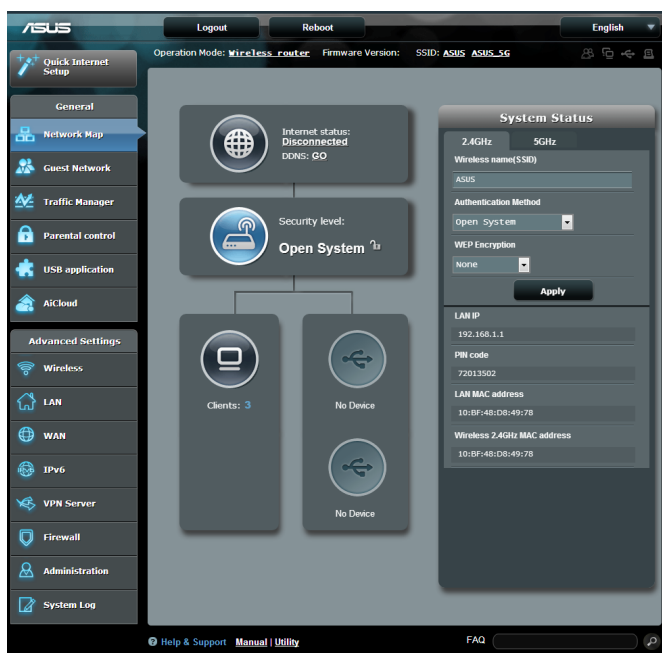 ASUS
Logout
Reboot
English
Operation Mode: Wireless router Firmware Version: SSID: ASUS ASUS_5G
Quick Internet
Setup
General
Network Map
Guest Network
Traffic Manager
Parental control
USB application
AiCloud
Advanced Settings
Wireless
LAN
WAN
IPv6
VPN Server
Firewall
Administration
System Log
Internet status:
Disconnected
DDNS: GO
Security level:
Open System
Clients: 3
No Device
No Device
System Status
2.4GHz
5GHz
Wireless name(SSID)
ASUS
Authentication Method
Open System
WEP Encryption
None
Apply
LAN IP
192.168.1.1
PIN code
72013502
LAN MAC address
10:BF:48:D8:49:78
Wireless 2.4GHz MAC address
10:BF:48:D8:49:78
Help & Support Manual | Utility
FAQ